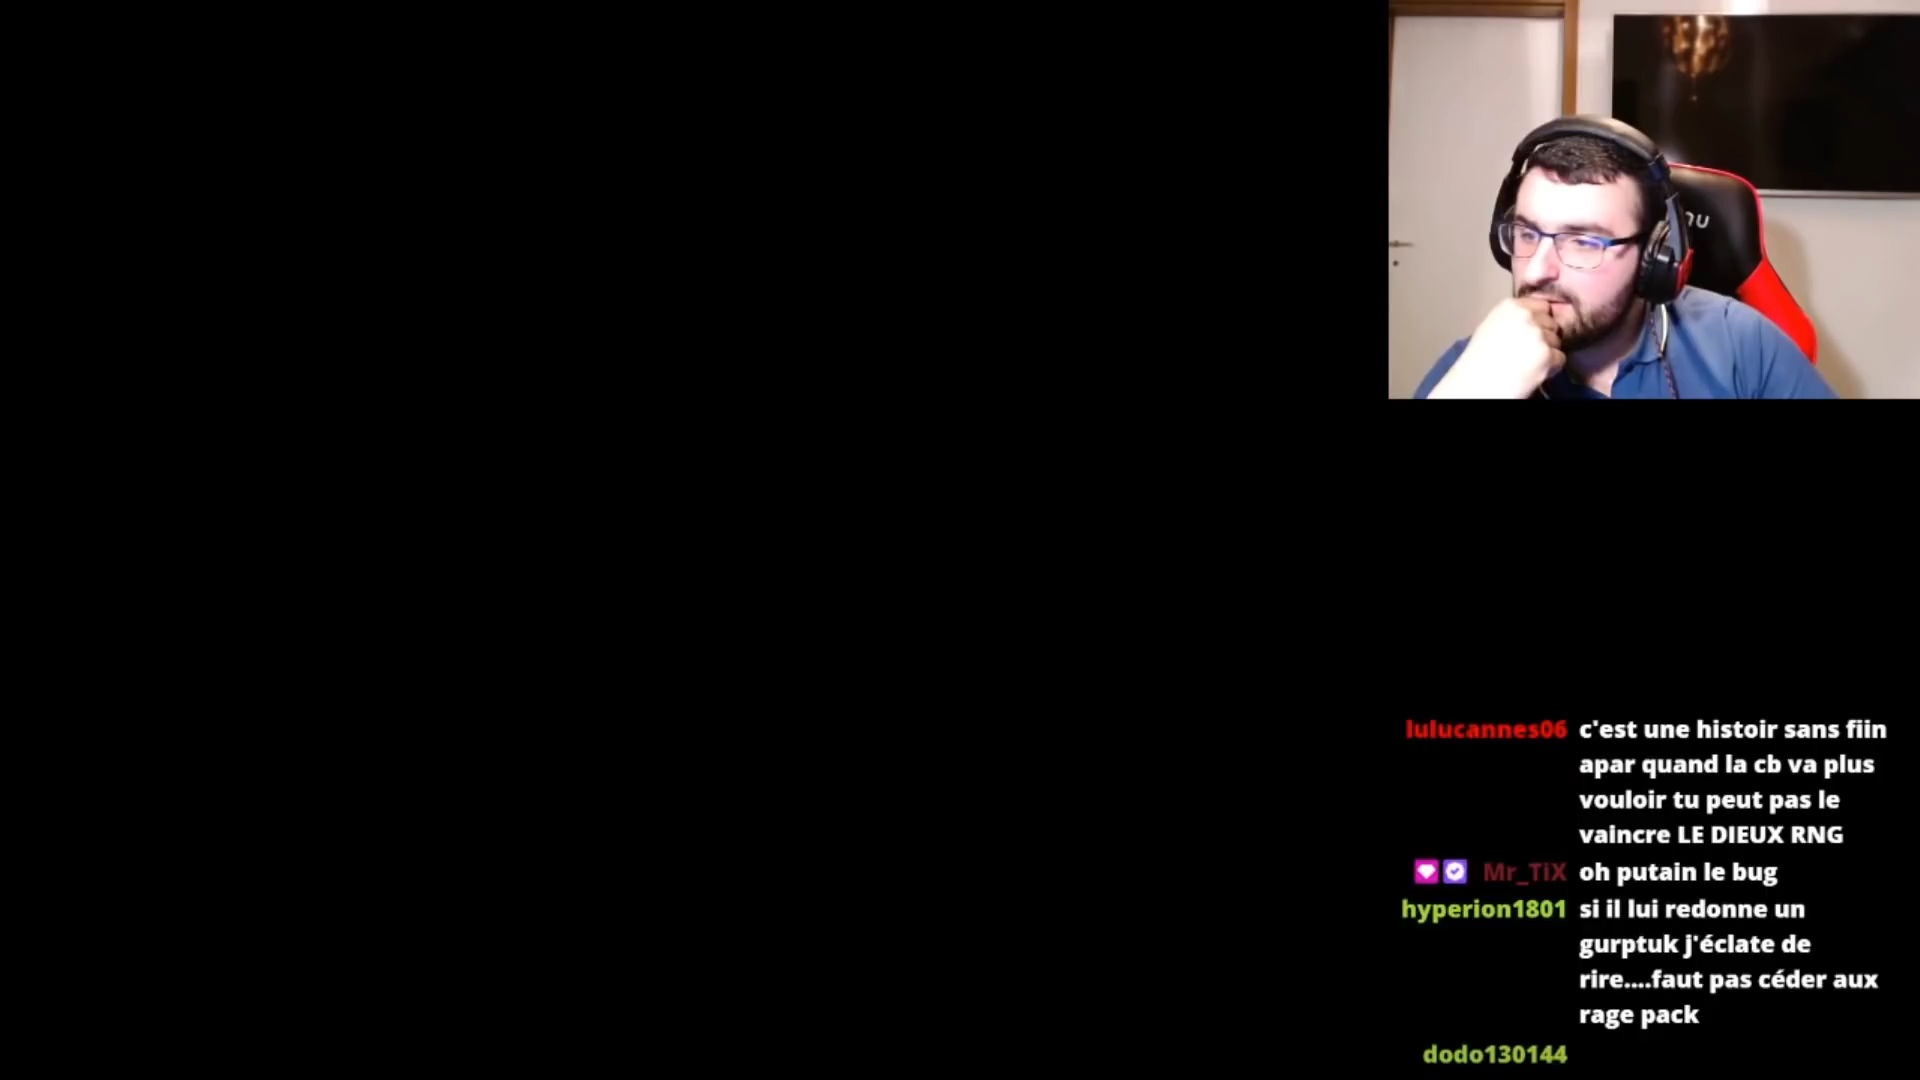 lulucannes06 c'est une histoir sans fiin
apar quand la cb va plus
vouloir tu peut pas le
vaincre LE DIEUX RNG
Mr_TiX oh putain le bug
hyperion1801 si il lui redonne un
gurptuk j'éclate de
rire....faut pas céder aux
rage pack
dodo130144